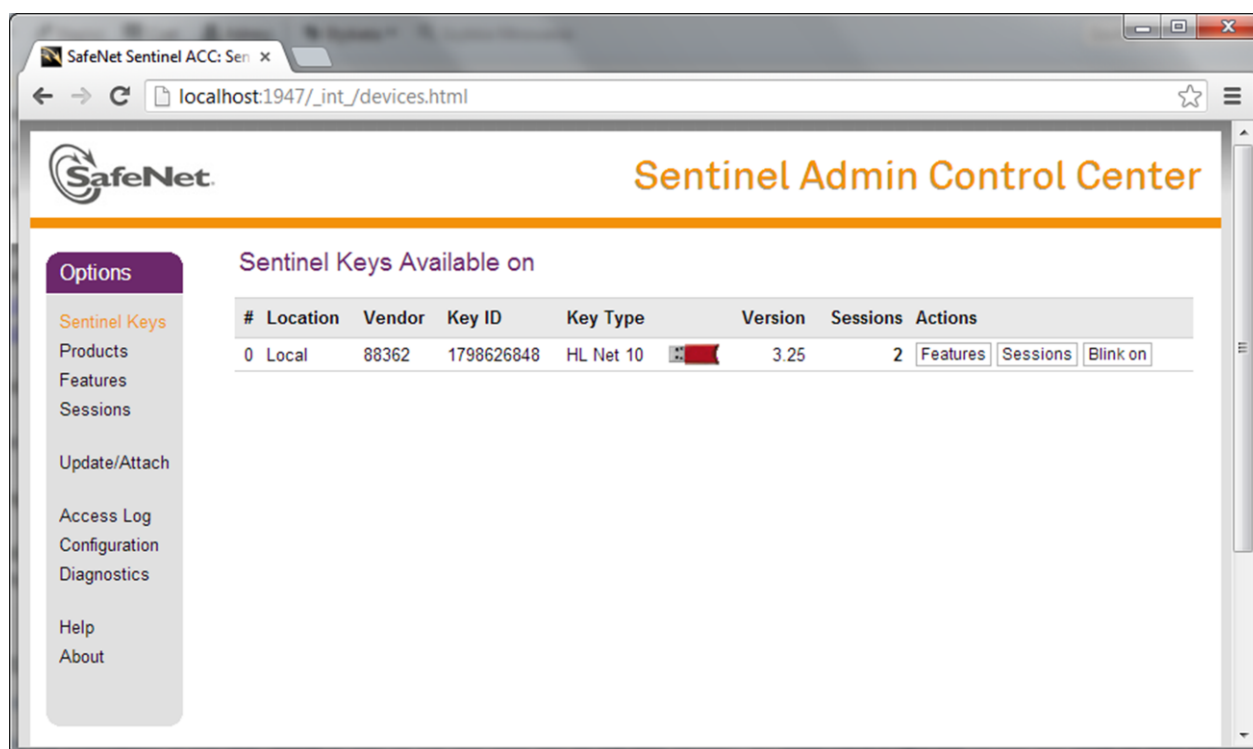 SafeNet Sentinel ACC: Sen
localhost:1947/_int_/devices.html
SafeNet.
Sentinel Admin Control Center
Options
Sentinel Keys
Products
Features
Sessions
Update/Attach
Access Log
Configuration
Diagnostics
Help
About
Sentinel Keys Available on
# Location Vendor Key ID Key Type Version Sessions Actions
0 Local 88362 1798626848 HL Net 10 3.25 2 Features Sessions Blink on